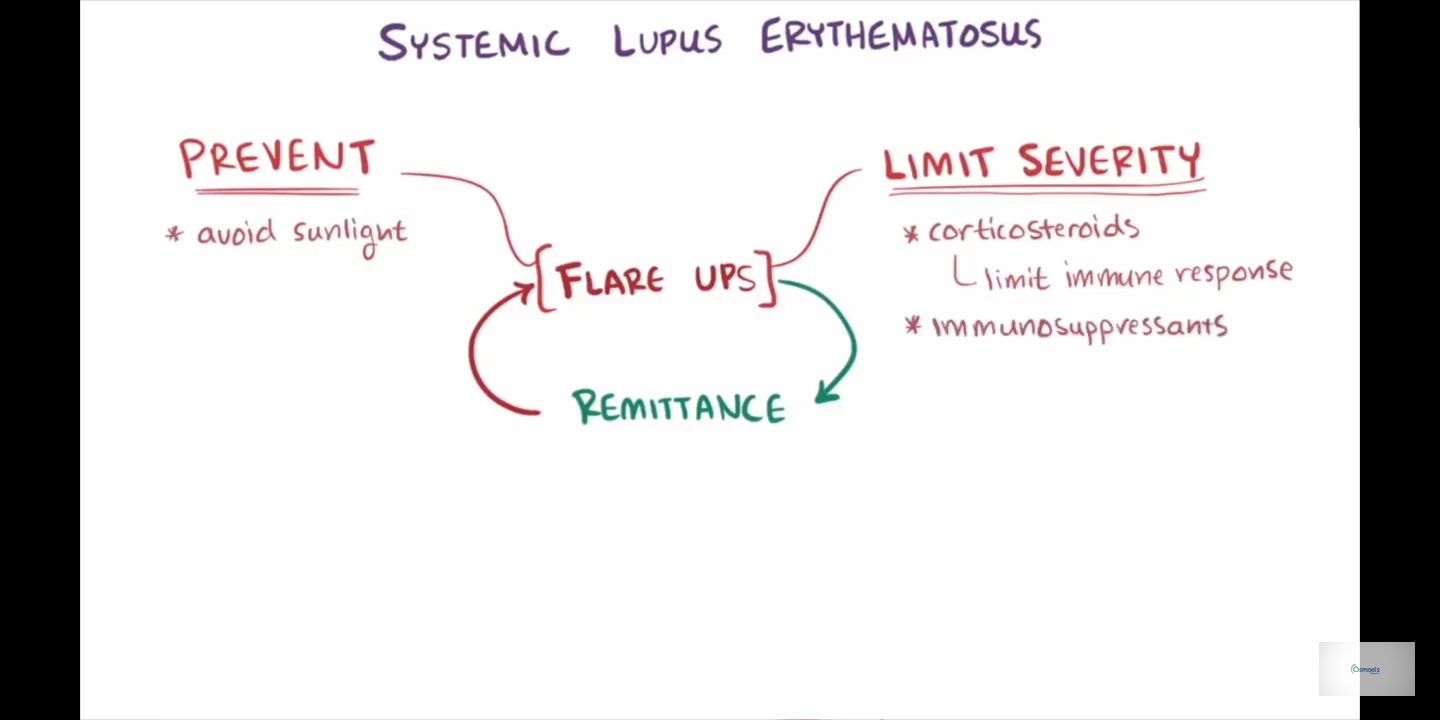 SYSTEMIC LUPUS ERYTHEMATOSUS
PREVENT
* avoid sunlight
LIMIT SEVERITY
* corticosteroids
limit immune response
* immunosuppressants
[FLARE UPS]
REMITTANCE
Osmosis